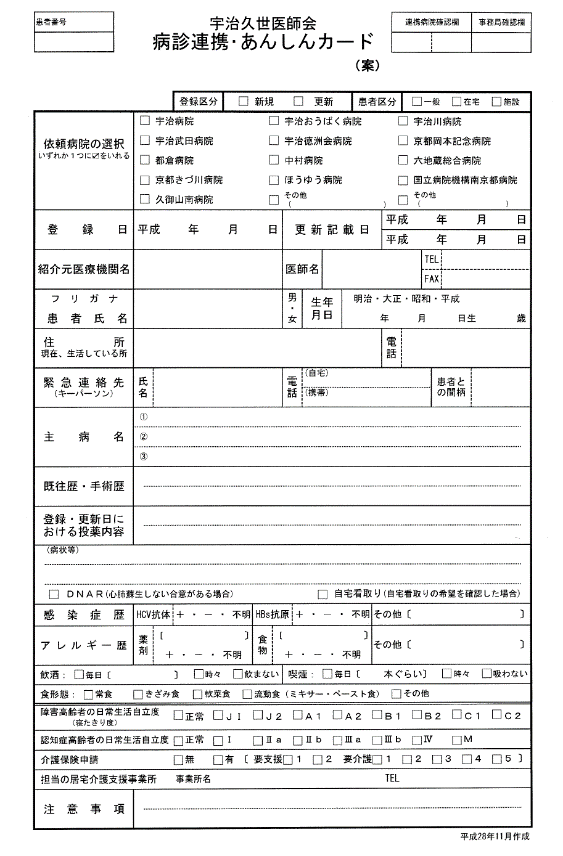 患者番号
宇治久世医師会
病診連携・あんしんカード
(案)
連携病院確認欄 事務局確認欄
登録区分 □ 新規 □ 更新 患者区分 □一般 □在宅 □施設
依頼病院の選択
いずれか1つに☑をいれる
□ 宇治病院 □ 宇治おうばく病院 □ 宇治川病院
□ 宇治武田病院 □ 宇治徳洲会病院 □ 京都岡本記念病院
□ 都倉病院 □ 中村病院 □ 六地蔵総合病院
□ 京都きづ川病院 □ ほうゆう病院 □ 国立病院機構南京都病院
□ 久御山南病院 □ その他( ) □ その他( )
登録日 平成 年 月 日 更新記載日 平成 年 月 日
平成 年 月 日
紹介元医療機関名 医師名 TEL
FAX
フリガナ
患者氏名 男・女 生年月日 明治・大正・昭和・平成
年 月 日生 歳
住所
現在、生活している所 電話
緊急連絡先
(キーパーソン) 氏名 電話 (自宅)
(携帯) 患者との間柄
主病名 ①
②
③
既往歴・手術歴
登録・更新日に
おける投薬内容
(病状等)
□ DNAR(心肺蘇生しない合意がある場合) □ 自宅看取り(自宅看取りの希望を確認した場合)
感染症歴 HCV抗体 + ・ - ・ 不明 HBs抗原 + ・ - ・ 不明 その他〔 〕
アレルギー歴 薬剤 〔 〕 + ・ - ・ 不明 食物 〔 〕 + ・ - ・ 不明 その他〔 〕
飲酒:□毎日〔 〕 □時々 □飲まない 喫煙:□毎日〔 本ぐらい〕 □時々 □吸わない
食形態:□常食 □きざみ食 □軟菜食 □流動食(ミキサー・ペースト食) □その他
障害高齢者の日常生活自立度
(寝たきり度) □正常 □J1 □J2 □A1 □A2 □B1 □B2 □C1 □C2
認知症高齢者の日常生活自立度 □正常 □Ⅰ □Ⅱa □Ⅱb □Ⅲa □Ⅲb □Ⅳ □M
介護保険申請 □無 □有〔要支援□1 □2 要介護□1 □2 □3 □4 □5〕
担当の居宅介護支援事業所 事業所名 TEL
注意事項
平成28年11月作成